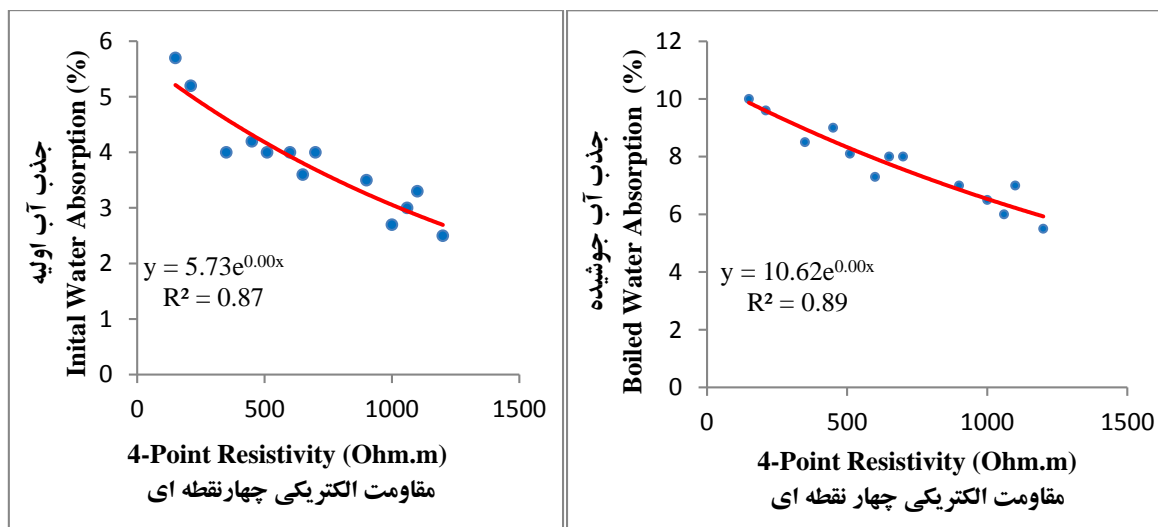 6
5
4
3
2
1
0
0 500 1000 1500
جذب آب اولیه
Inital Water Absorption (%)
y = 5.73e^0.00x
R² = 0.87
4-Point Resistivity (Ohm.m)
مقاومت الکتریکی چهارنقطه ای
12
10
8
6
4
2
0
0 500 1000 1500
جذب آب جوشیده
Boiled Water Absorption (%)
y = 10.62e^0.00x
R² = 0.89
4-Point Resistivity (Ohm.m)
مقاومت الکتریکی چهار نقطه ای